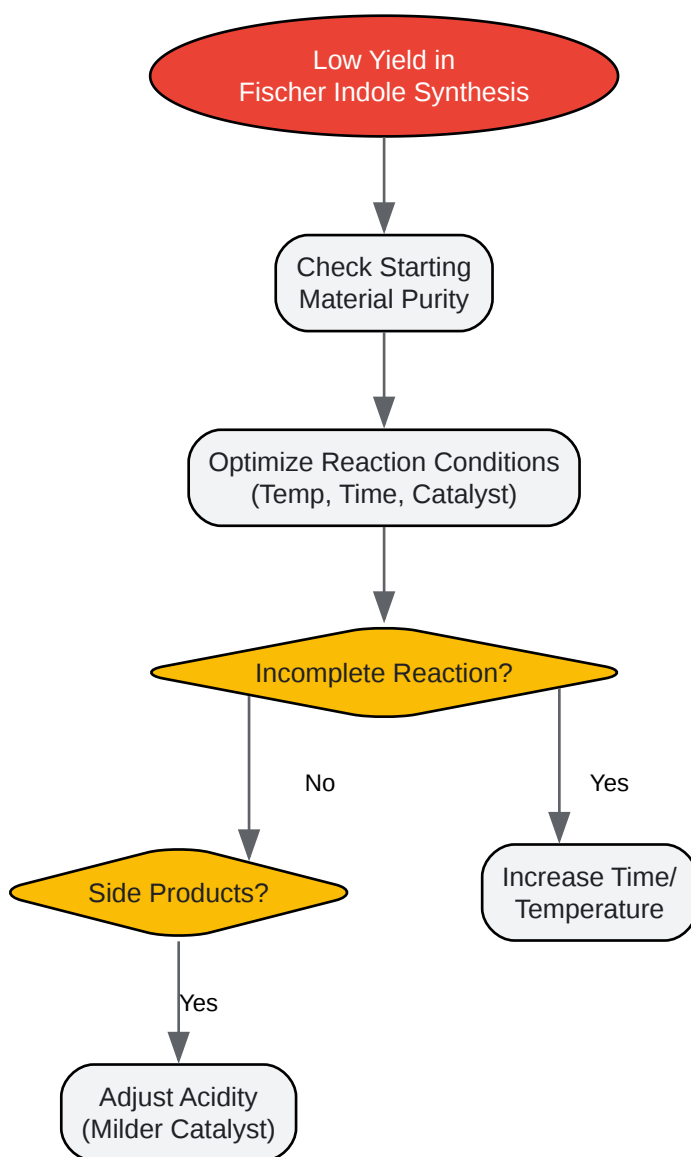 Low Yield in
Fischer Indole Synthesis
Check Starting
Material Purity
Optimize Reaction Conditions
(Temp, Time, Catalyst)
Incomplete Reaction?
No
Yes
Side Products?
Increase Time/
Temperature
Yes
Adjust Acidity
(Milder Catalyst)